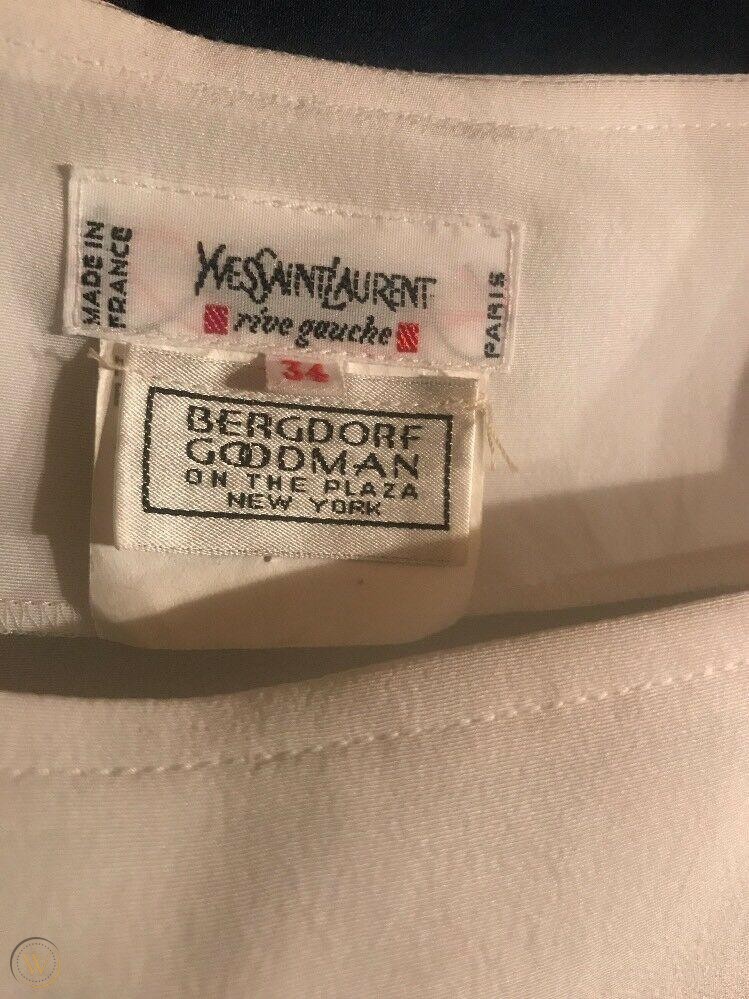 MADE IN
FRANCE
YVESSAINTLAURENT
rive gauche
PARIS
34
BERGDORF
GOODMAN
ON THE PLAZA
NEW YORK